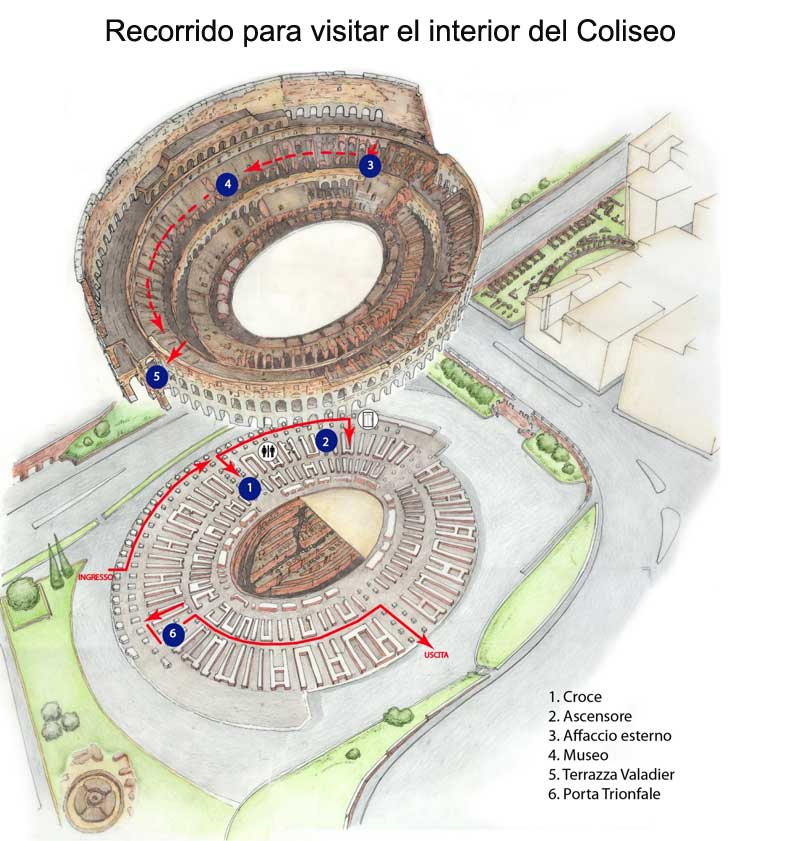 Recorrido para visitar el interior del Coliseo
3
4
5
2
1
INGRESSO
6
USCITA
1. Croce
2. Ascensore
3. Affaccio esterno
4. Museo
5. Terrazza Valadier
6. Porta Trionfale